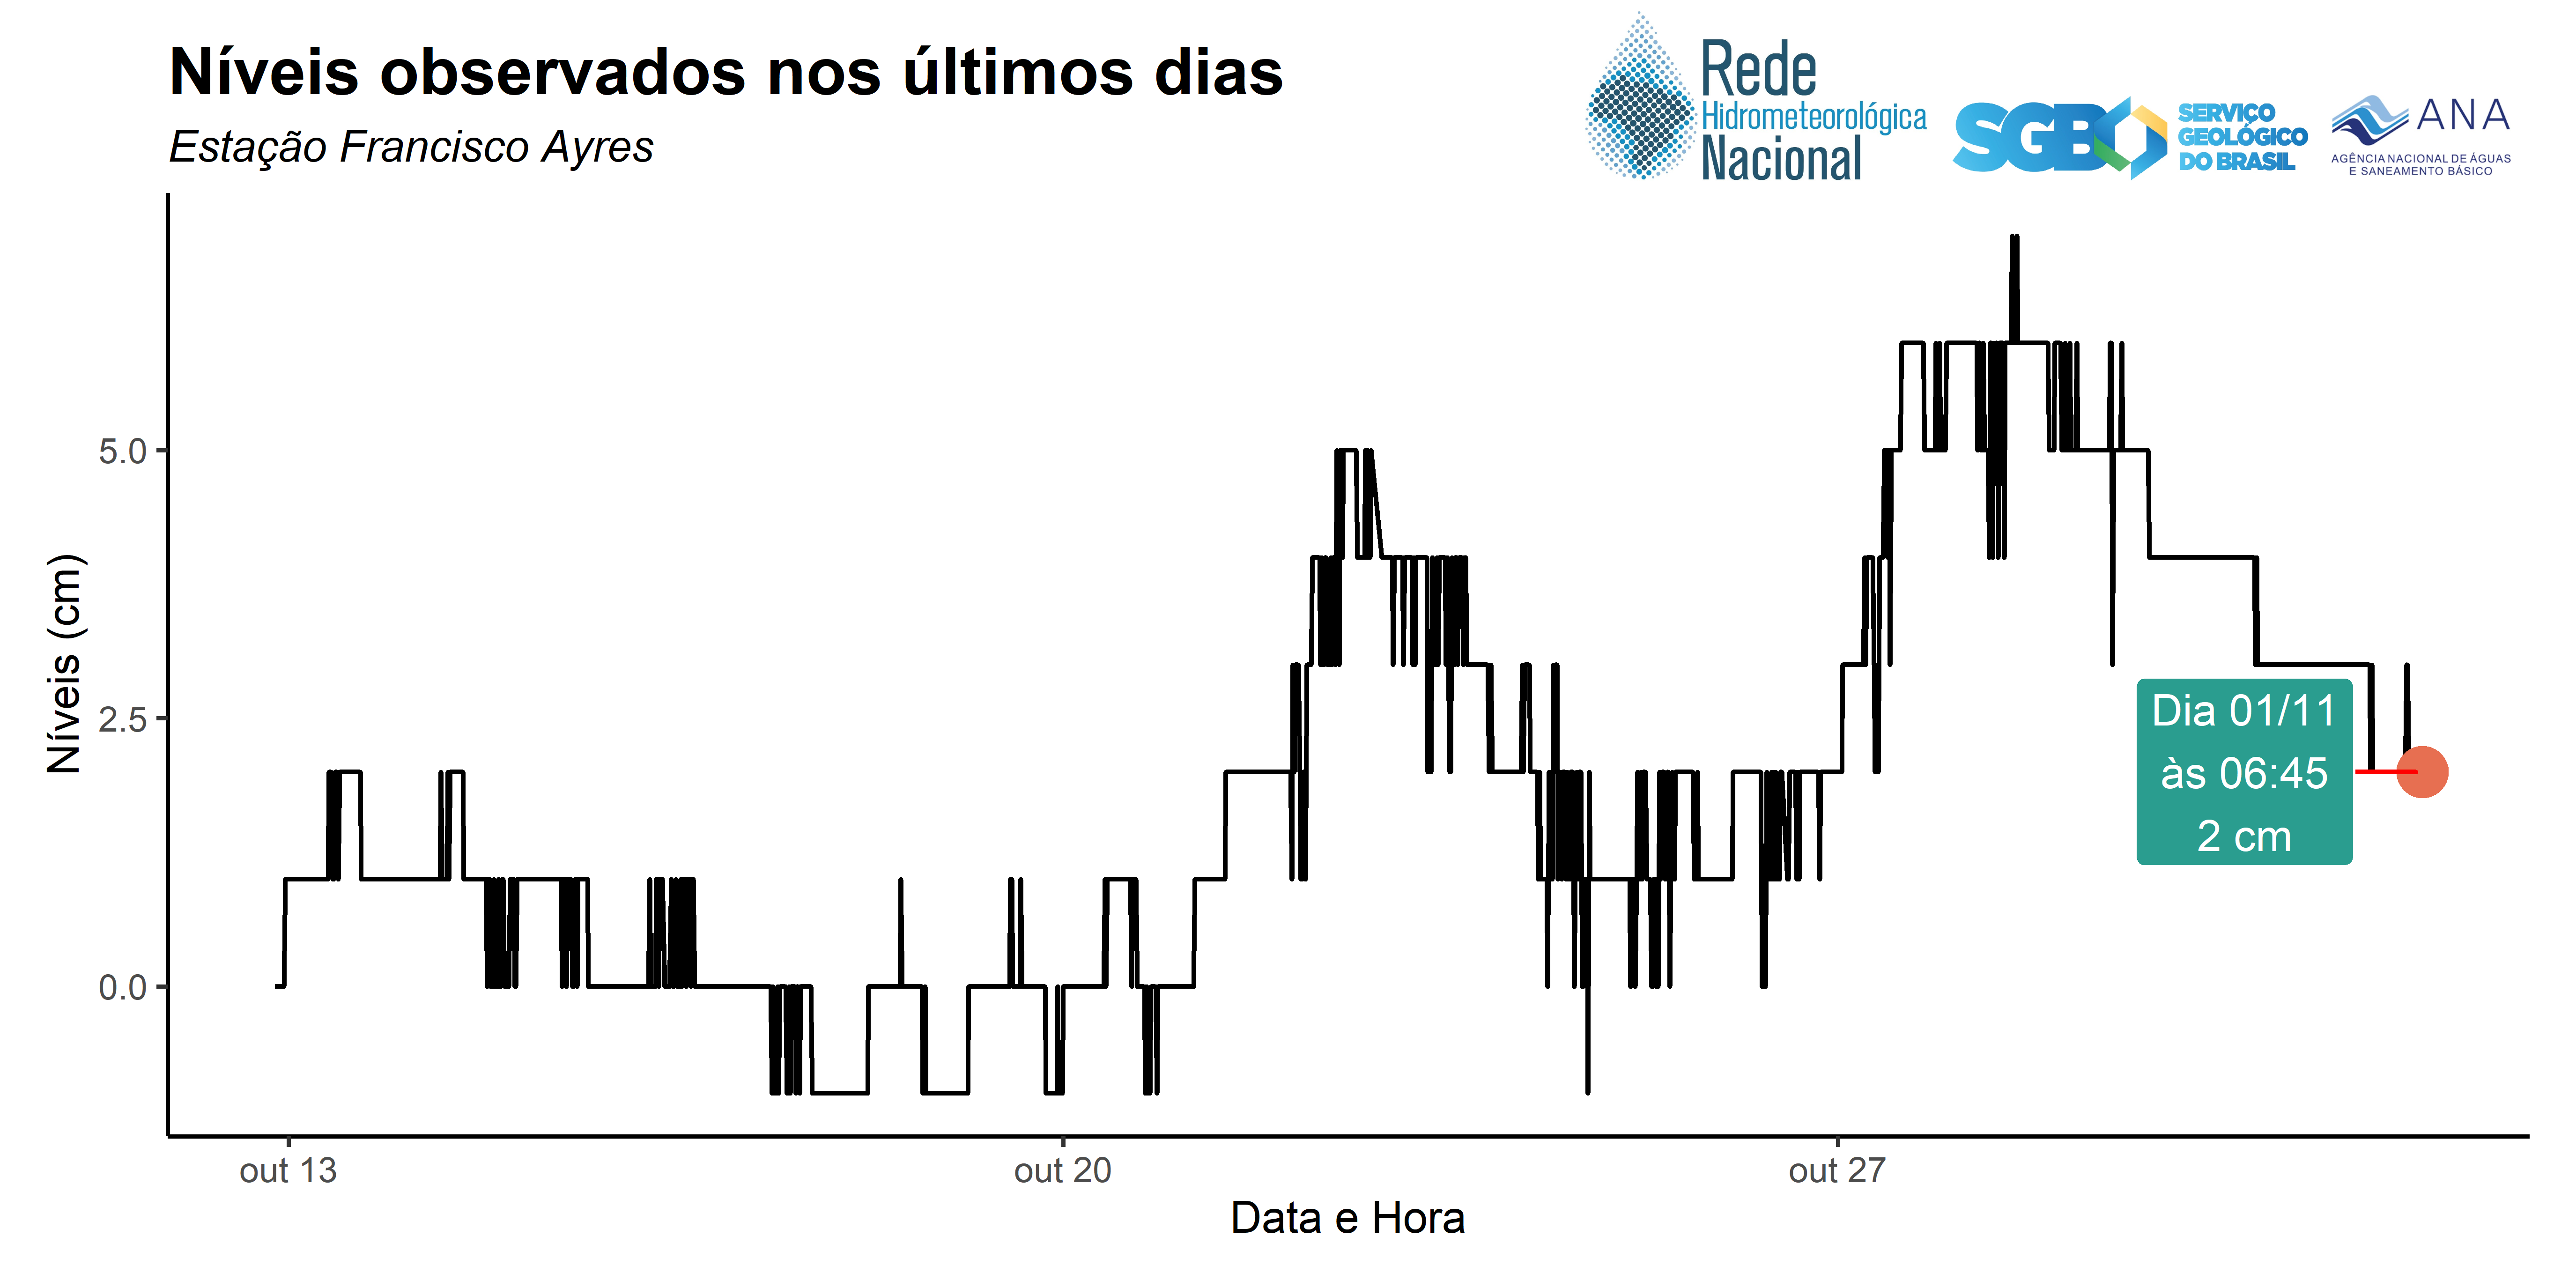 Níveis observados nos últimos dias
Estação Francisco Ayres
Rede
Hidrometeorológica
Nacional
SGB
SERVIÇO
GEOLÓGICO
DO BRASIL
ANA
AGÊNCIA NACIONAL DE ÁGUAS
E SANEAMENTO BÁSICO
Níveis (cm)
5.0
2.5
0.0
Dia 01/11
às 06:45
2 cm
out 13
out 20
out 27
Data e Hora